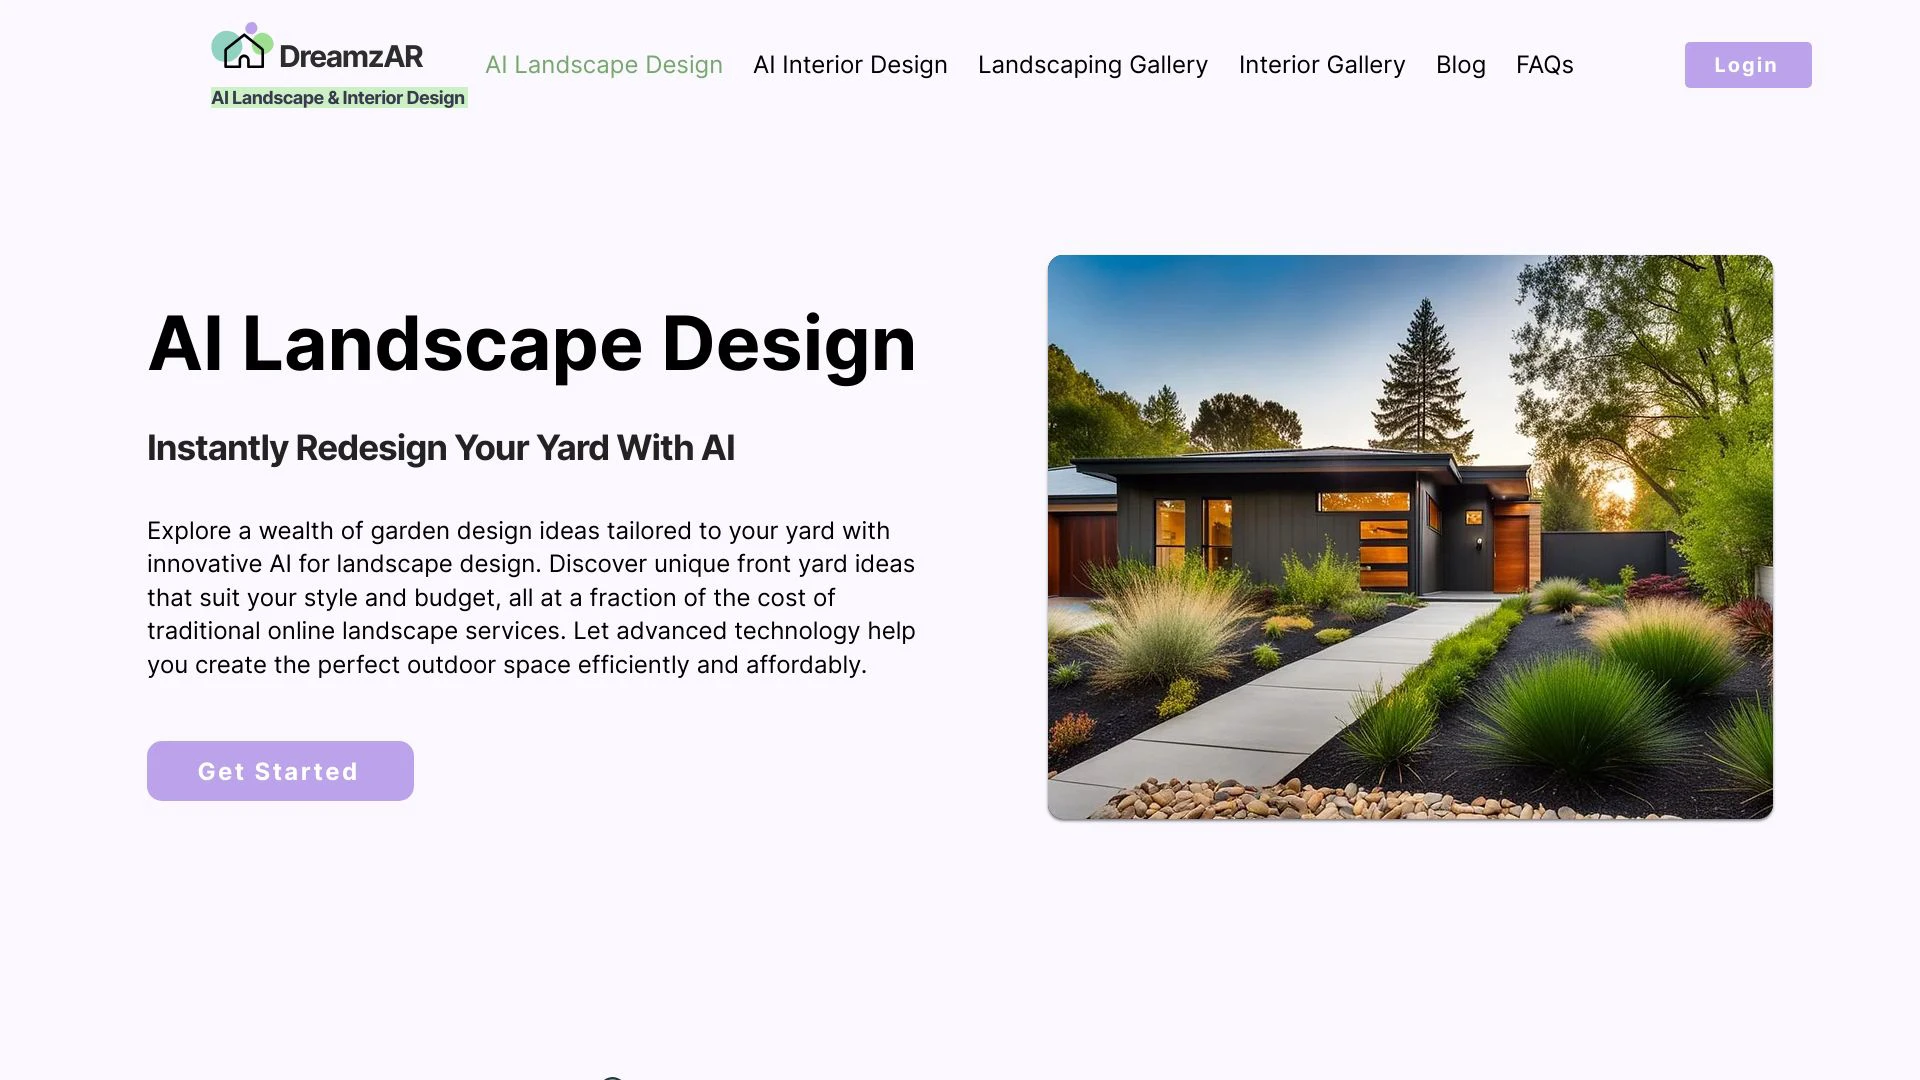 DreamzAR
AI Landscape & Interior Design
AI Landscape Design
AI Interior Design
Landscaping Gallery
Interior Gallery
Blog
FAQs
Login
AI Landscape Design
Instantly Redesign Your Yard With AI
Explore a wealth of garden design ideas tailored to your yard with
innovative AI for landscape design. Discover unique front yard ideas
that suit your style and budget, all at a fraction of the cost of
traditional online landscape services. Let advanced technology help
you create the perfect outdoor space efficiently and affordably.
Get Started